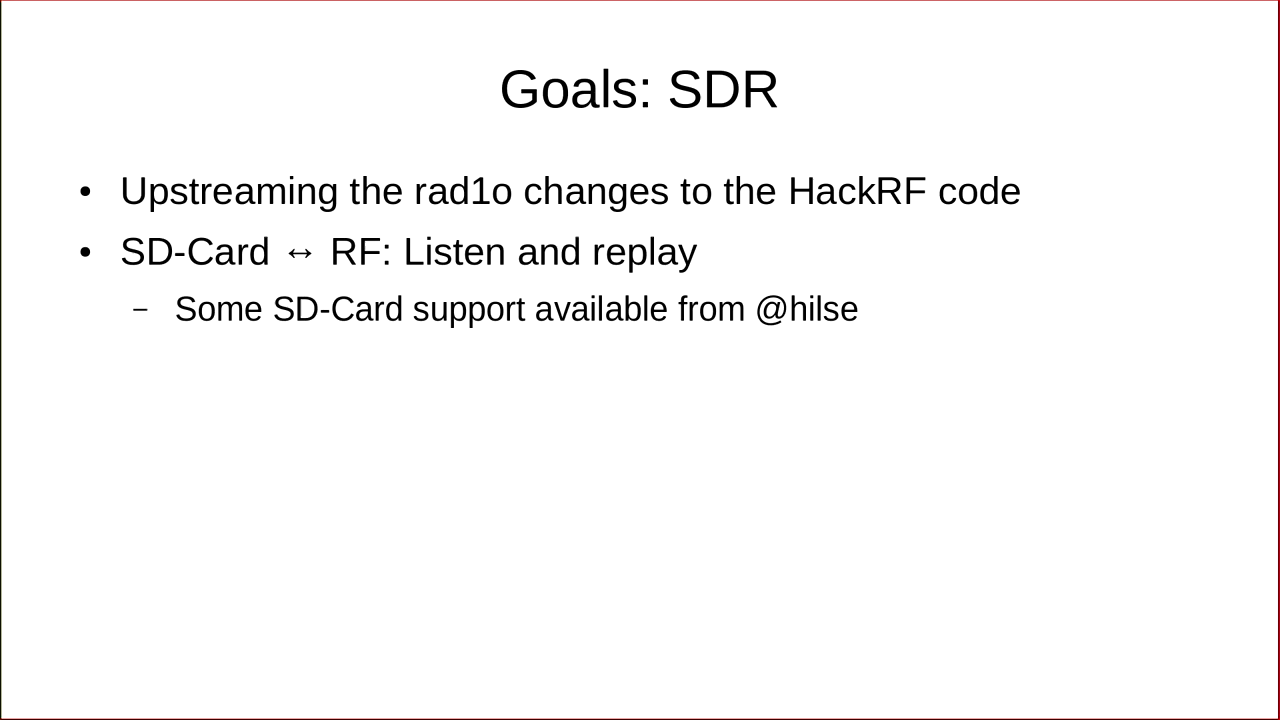 Goals: SDR
• Upstreaming the rad1o changes to the HackRF code
• SD-Card ↔ RF: Listen and replay
– Some SD-Card support available from @hilse